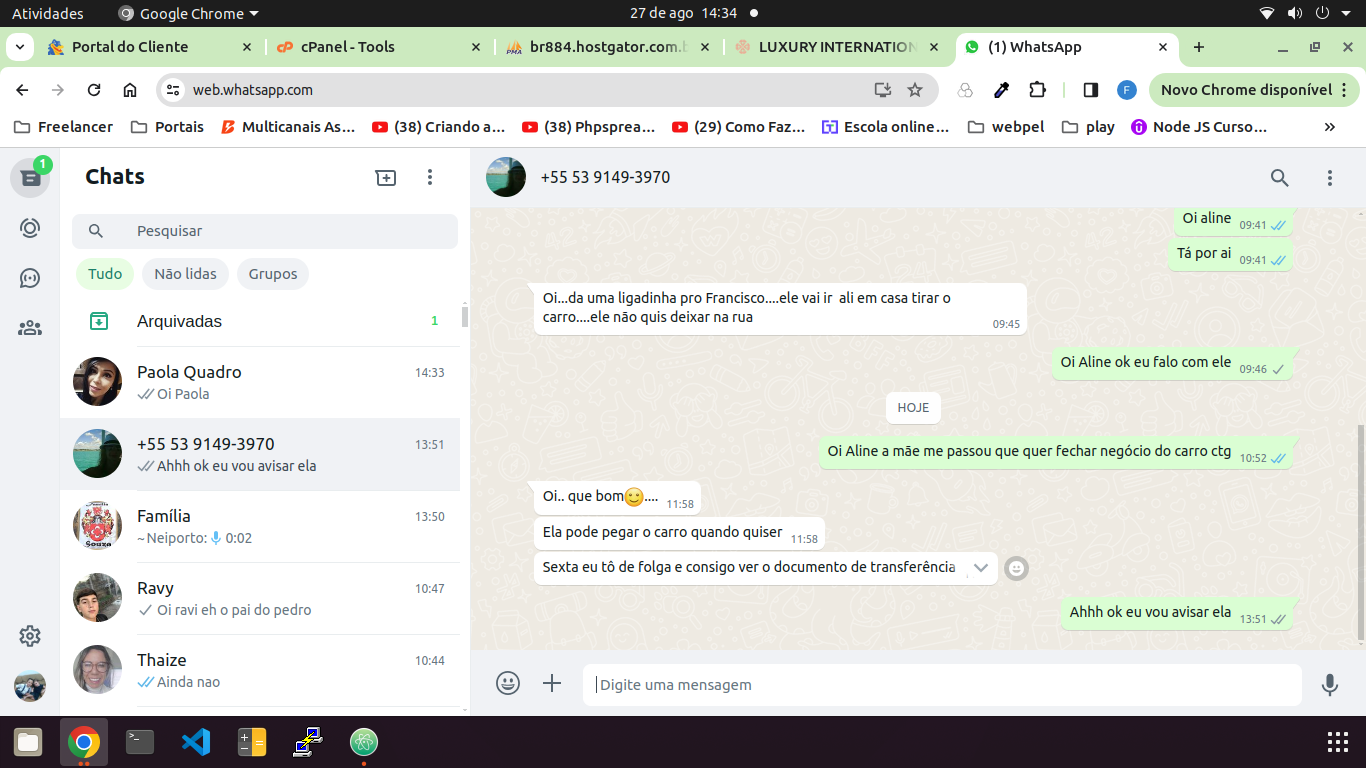 Atividades
Google Chrome
27 de ago 14:34
Portal do Cliente
cPanel - Tools
br884.hostgator.com.b
LUXURY INTERNATION
(1) WhatsApp
web.whatsapp.com
F
Novo Chrome disponível
Freelancer
Portais
Multicanais As...
(38) Criando a...
(38) Phpsprea...
(29) Como Faz...
Escola online...
webpel
play
Node JS Curso...
1
Chats
Pesquisar
Tudo
Não lidas
Grupos
Arquivadas
1
Paola Quadro
14:33
Oi Paola
+55 53 9149-3970
13:51
Ahhh ok eu vou avisar ela
Família
13:50
~ Neiporto: 0:02
Souza
Ravy
10:47
Oi ravi eh o pai do pedro
Thaize
10:44
Ainda nao
+55 53 9149-3970
Oi aline
09:41
Tá por ai
09:41
Oi...da uma ligadinha pro Francisco....ele vai ir ali em casa tirar o
carro....ele não quis deixar na rua
09:45
Oi Aline ok eu falo com ele
09:46
HOJE
Oi Aline a mãe me passou que quer fechar negócio do carro ctg
10:52
Oi.. que bom🙂....
11:58
Ela pode pegar o carro quando quiser
11:58
Sexta eu tô de folga e consigo ver o documento de transferência
Ahhh ok eu vou avisar ela
13:51
Digite uma mensagem